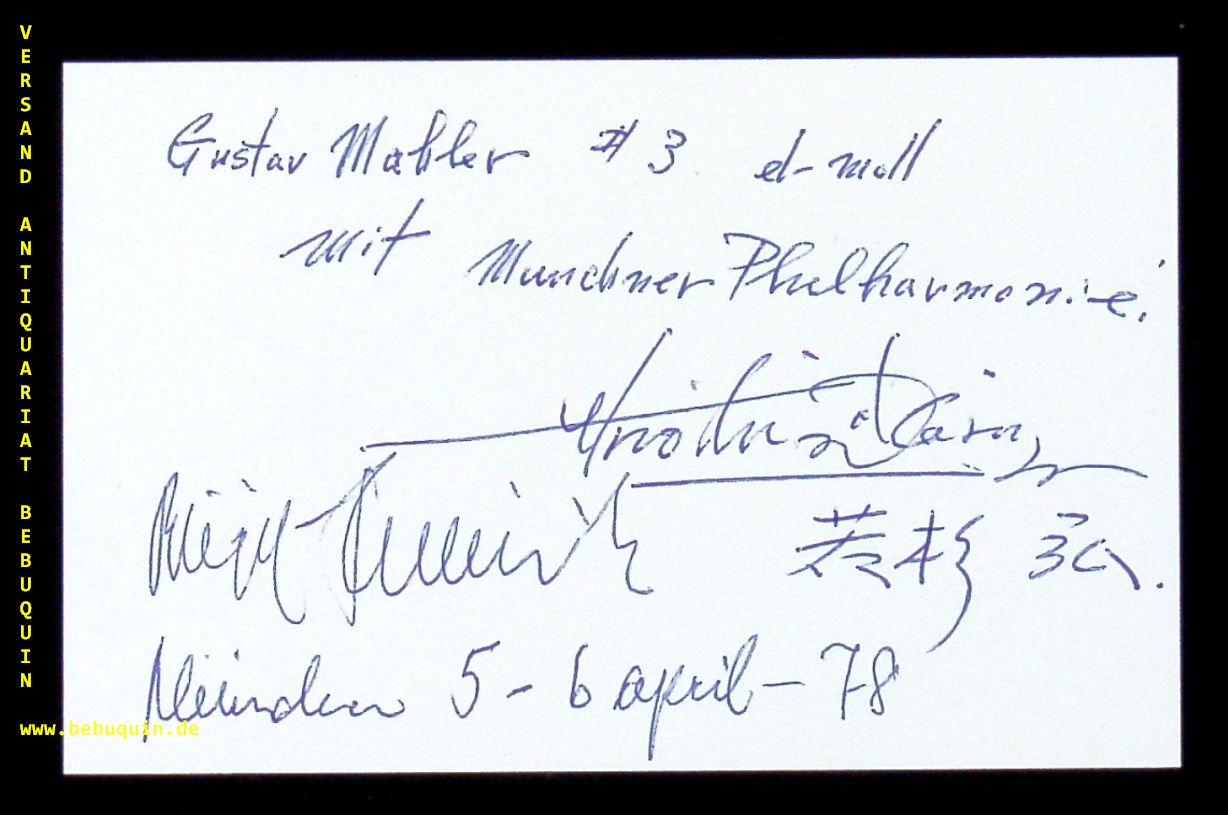 VERSAND ANTIQUARIAT BEBUQUIN
Gustav Mahler # 3 d-moll
mit Munchner Philharmonie.
若杉 弘.
München 5-6 april-78
www.bebuquin.de